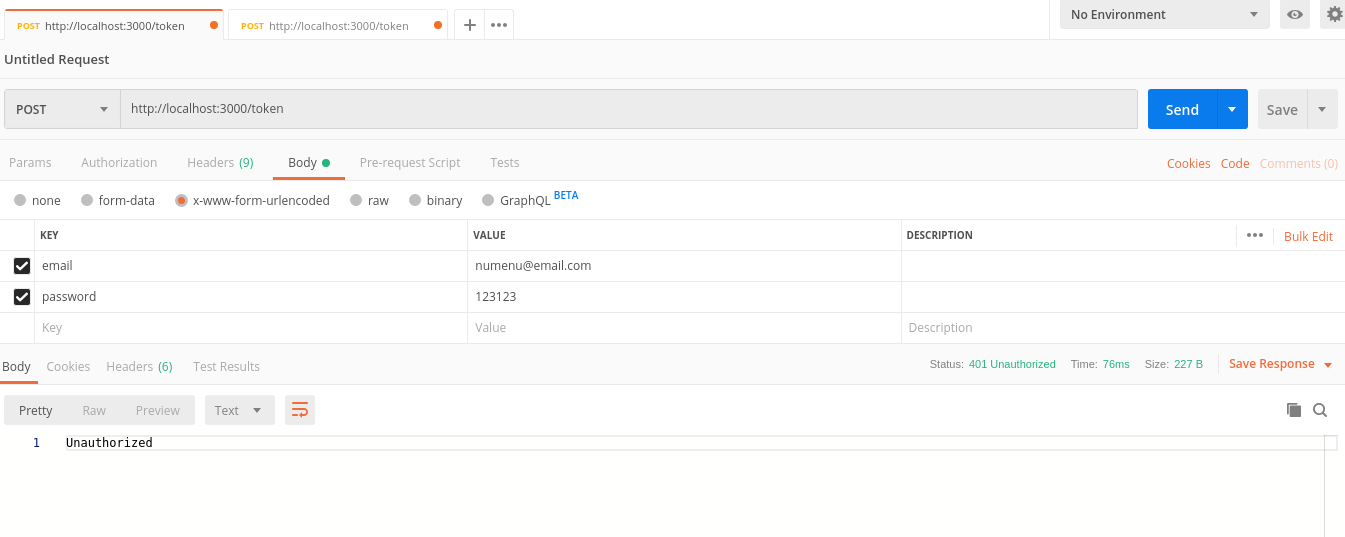 POST http://localhost:3000/token POST http://localhost:3000/token No Environment
Untitled Request
POST http://localhost:3000/token Send Save
Params Authorization Headers (9) Body Pre-request Script Tests Cookies Code Comments (0)
none form-data x-www-form-urlencoded raw binary GraphQL BETA
KEY VALUE DESCRIPTION Bulk Edit
email numenu@email.com
password 123123
Key Value Description
Body Cookies Headers (6) Test Results Status: 401 Unauthorized Time: 76ms Size: 227 B Save Response
Pretty Raw Preview Text
1 Unauthorized